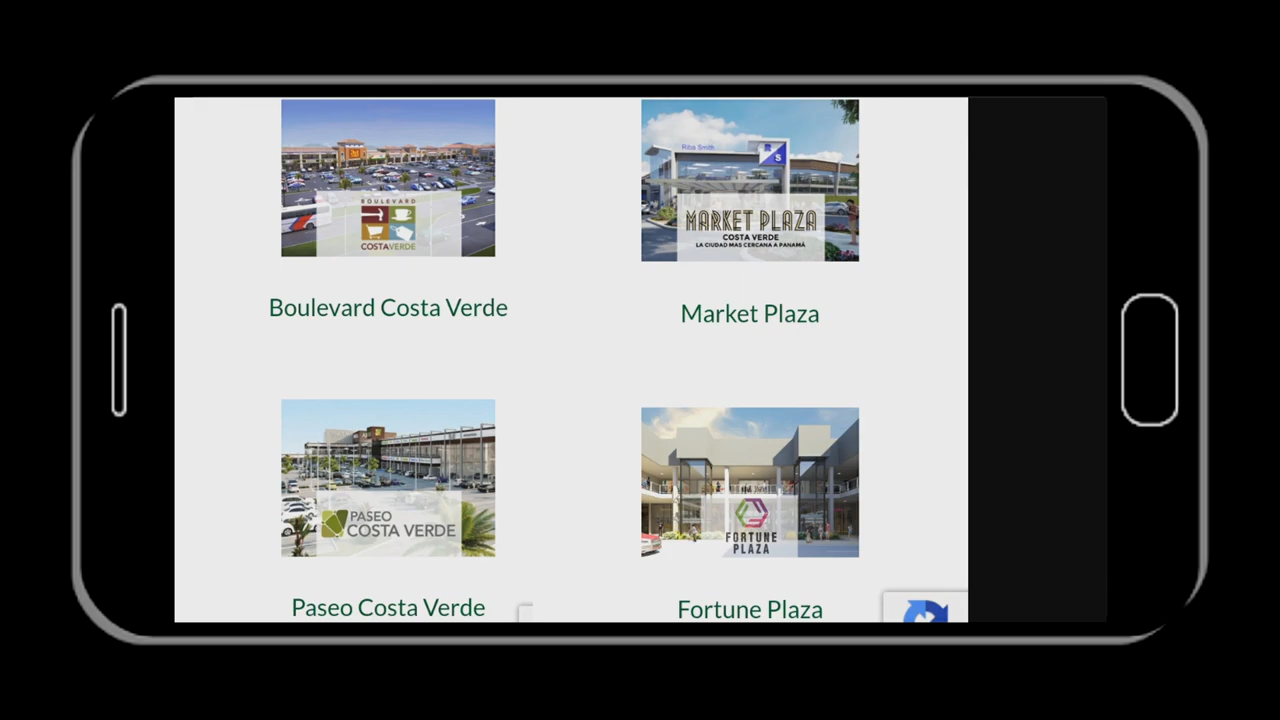 BOULEVARD
COSTAVERDE
Boulevard Costa Verde
Riba Smith
R
S
MARKET PLAZA
COSTA VERDE
LA CIUDAD MAS CERCANA A PANAMÁ
Market Plaza
PASEO
COSTA VERDE
Paseo Costa Verde
FORTUNE
PLAZA
Fortune Plaza